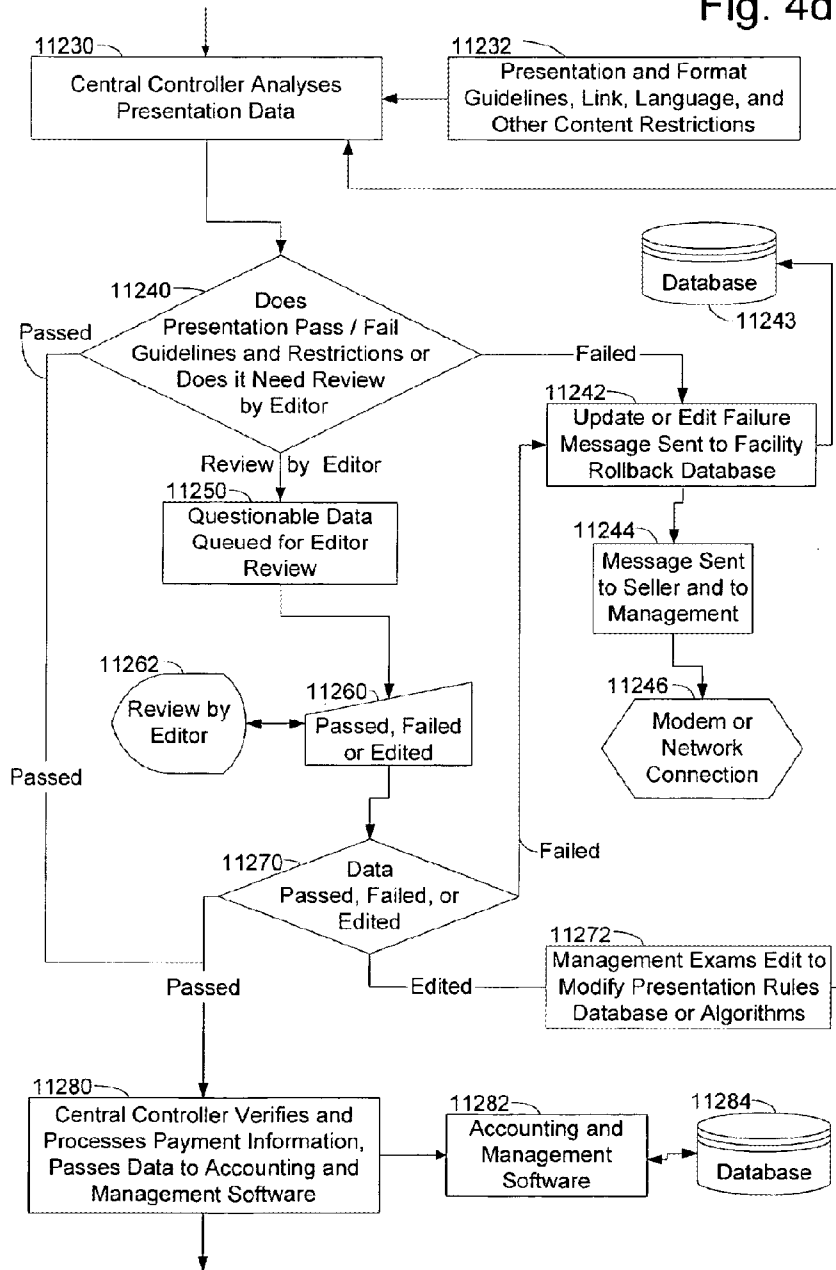 Fig. 4d
11230
Central Controller Analyses
Presentation Data
11232
Presentation and Format
Guidelines, Link, Language, and
Other Content Restrictions
11240
Does
Presentation Pass / Fail
Guidelines and Restrictions or
Does it Need Review
by Editor
Passed
Failed
Database
11243
11242
Update or Edit Failure
Message Sent to Facility
Rollback Database
Review by Editor
11250
Questionable Data
Queued for Editor
Review
11244
Message Sent
to Seller and to
Management
11262
Review by
Editor
11260
Passed, Failed
or Edited
11246
Modem or
Network
Connection
Passed
11270
Data
Passed, Failed, or
Edited
Failed
Passed
Edited
11272
Management Exams Edit to
Modify Presentation Rules
Database or Algorithms
11280
Central Controller Verifies and
Processes Payment Information,
Passes Data to Accounting and
Management Software
11282
Accounting and
Management
Software
11284
Database